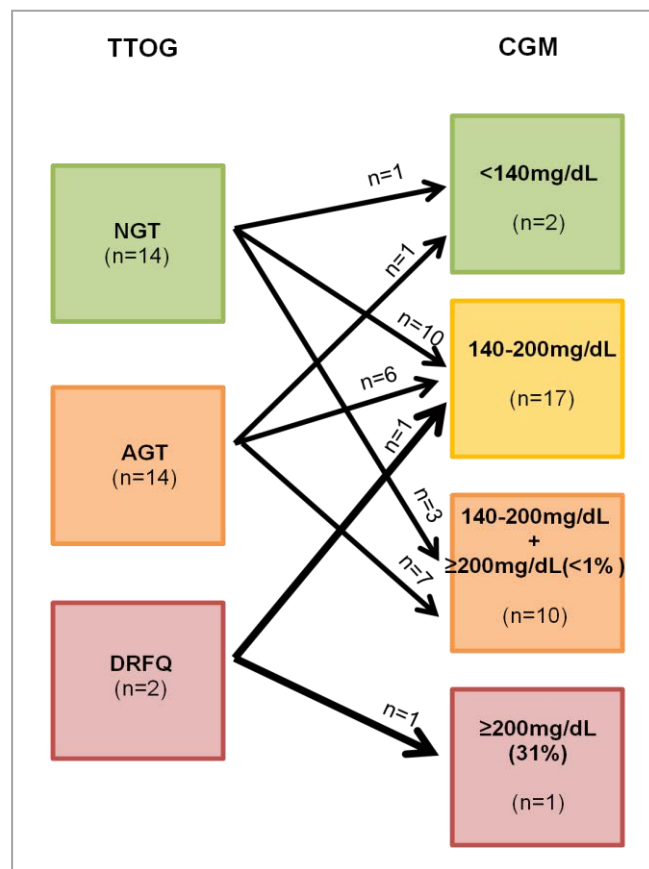 TTOG
CGM
NGT
(n=14)
AGT
(n=14)
DRFQ
(n=2)
n=1
n=10
n=3
n=1
n=6
n=7
n=1
n=1
<140mg/dL
(n=2)
140-200mg/dL
(n=17)
140-200mg/dL
+
≥200mg/dL(<1% )
(n=10)
≥200mg/dL
(31%)
(n=1)